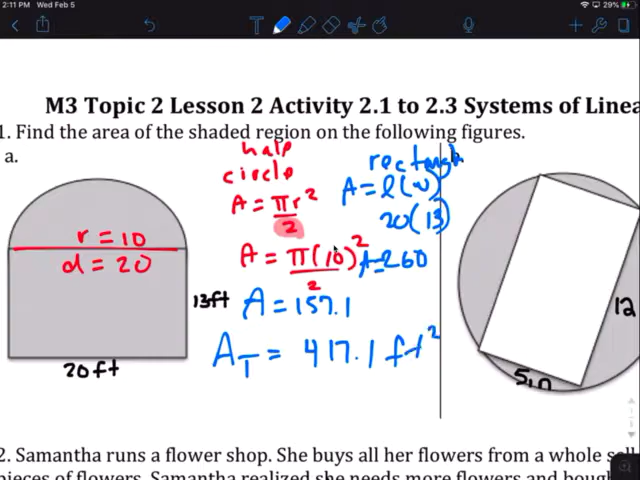 2:11 PM Wed Feb 5
29%
M3 Topic 2 Lesson 2 Activity 2.1 to 2.3 Systems of Linea
1. Find the area of the shaded region on the following figures.
a.
r = 10
d = 20
13ft
20ft
half
circle
A = πr²/2
A = π(10)²/2
A = 157.1
rectangle
A = l(w)
20(13)
A=260
A_T = 417.1 ft²
b.
12
5in
2. Samantha runs a flower shop. She buys all her flowers from a whole sell
pieces of flowers. Samantha realized she needs more flowers and bough